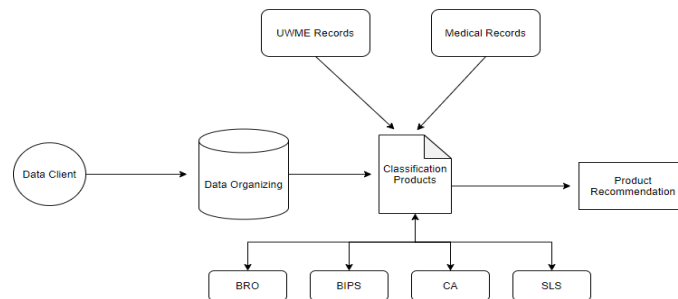 UWME Records
Medical Records
Data Client
Data Organizing
Classification
Products
Product
Recommendation
BRO
BIPS
CA
SLS